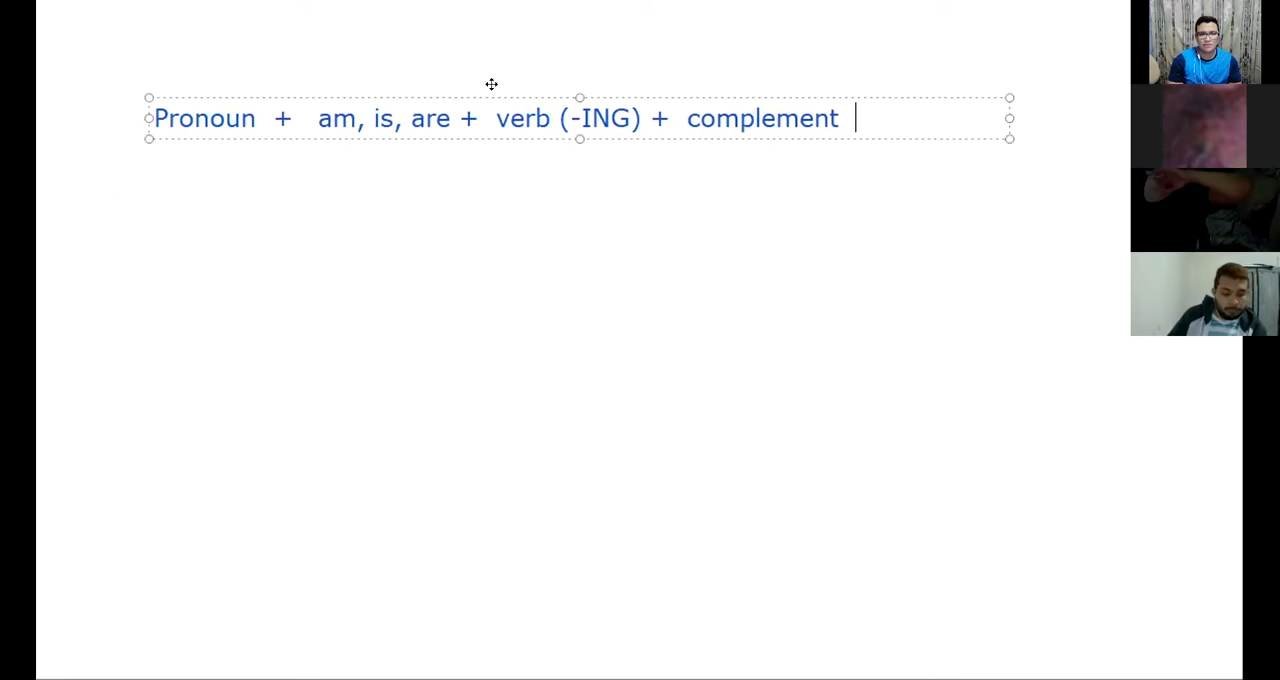 Pronoun + am, is, are + verb (-ING) + complement